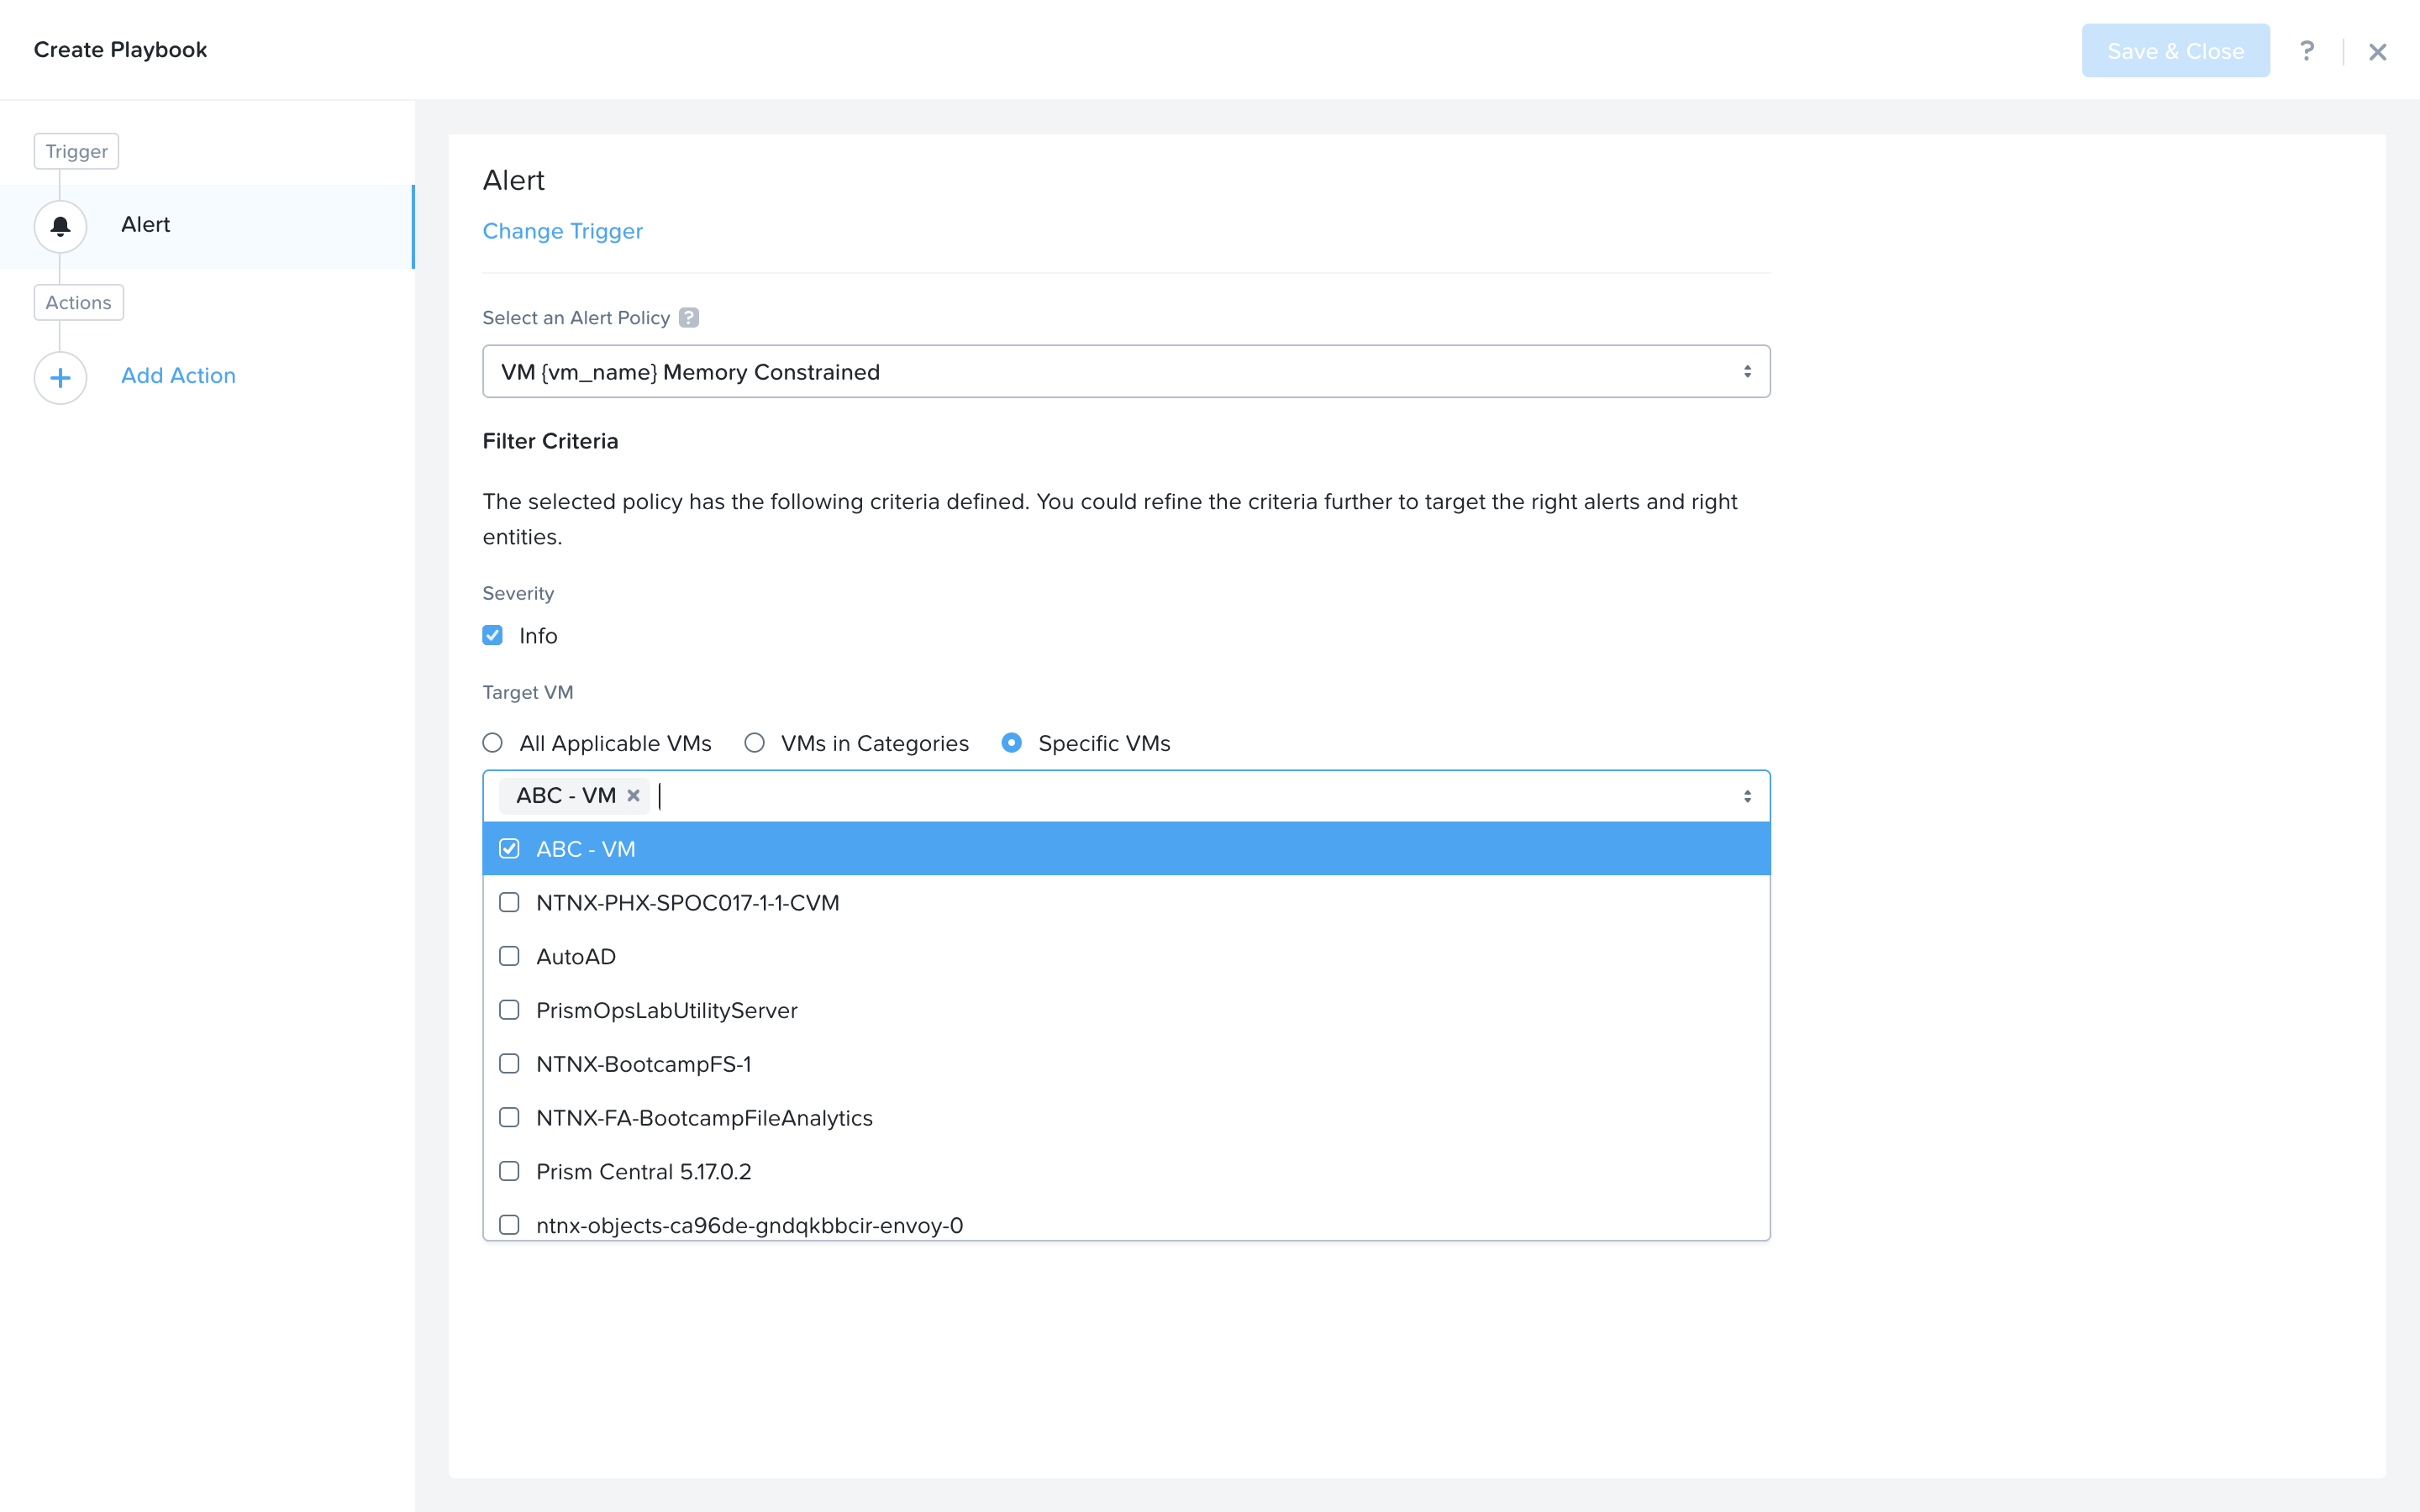 Create Playbook
Save & Close
?
Trigger
Alert
Actions
Add Action
Alert
Change Trigger
Select an Alert Policy ?
VM {vm_name} Memory Constrained
Filter Criteria
The selected policy has the following criteria defined. You could refine the criteria further to target the right alerts and right
entities.
Severity
Info
Target VM
All Applicable VMs VMs in Categories Specific VMs
ABC - VM
ABC - VM
NTNX-PHX-SPOC017-1-1-CVM
AutoAD
PrismOpsLabUtilityServer
NTNX-BootcampFS-1
NTNX-FA-BootcampFileAnalytics
Prism Central 5.17.0.2
ntnx-objects-ca96de-gndqkbbcir-envoy-0